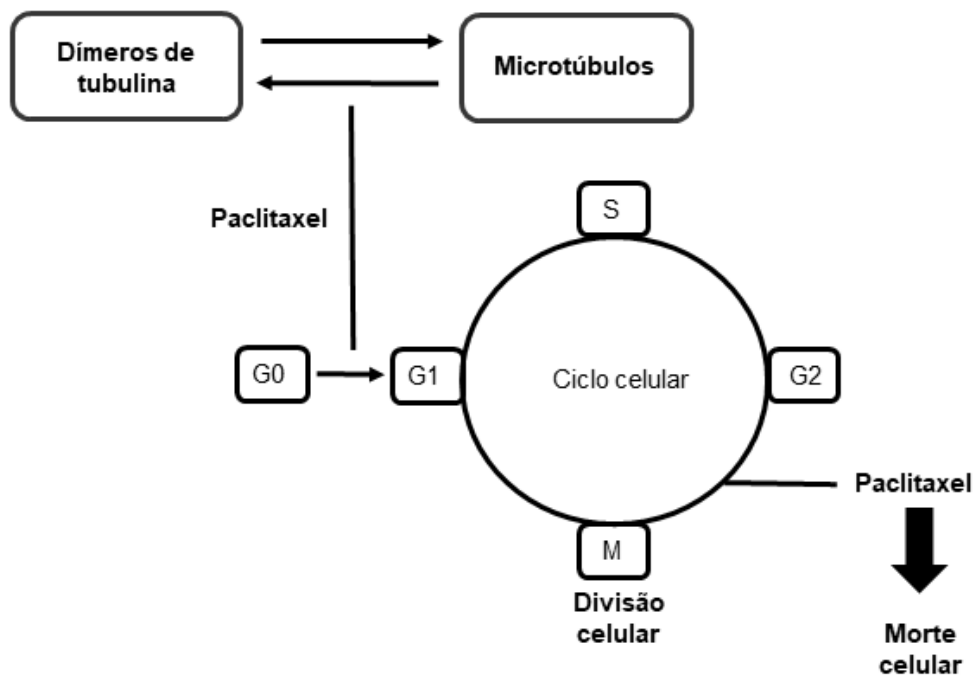 Dímeros de
tubulina
Microtúbulos
Paclitaxel
S
G0
G1
Ciclo celular
G2
Paclitaxel
M
Divisão
celular
Morte
celular